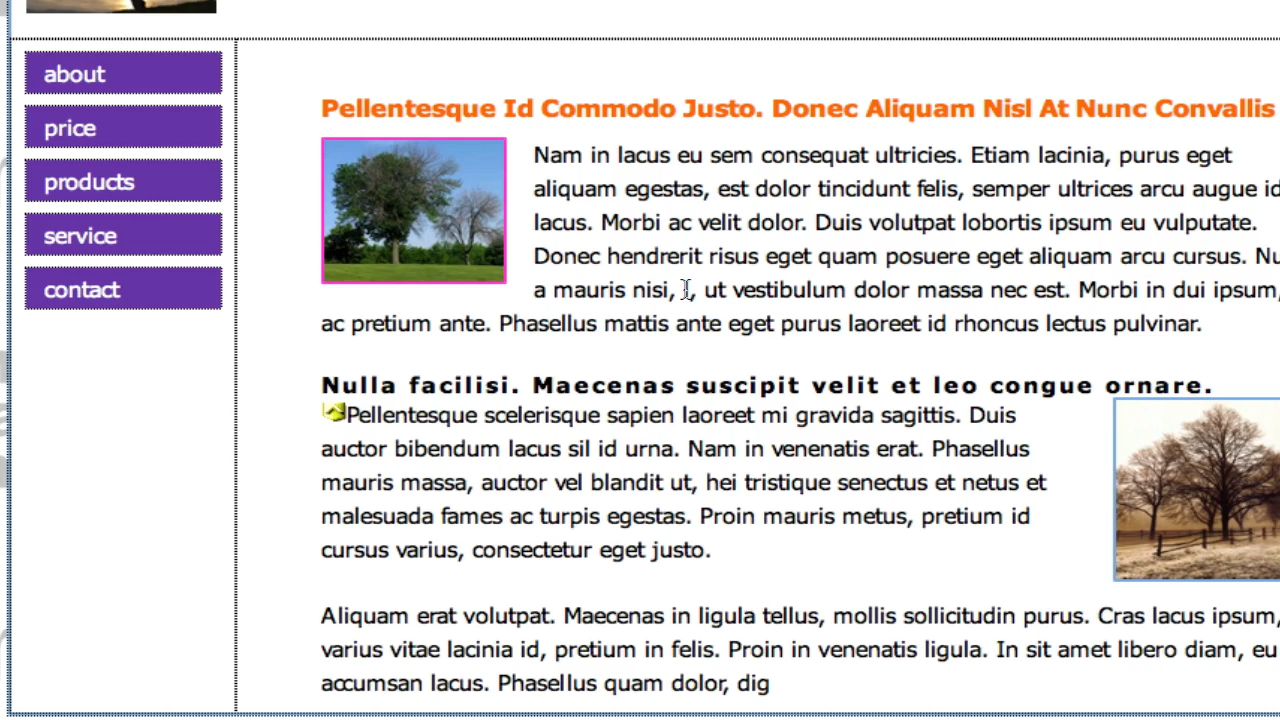 about
price
products
service
contact
Pellentesque Id Commodo Justo. Donec Aliquam Nisl At Nunc Convallis
Nam in lacus eu sem consequat ultricies. Etiam lacinia, purus eget
aliquam egestas, est dolor tincidunt felis, semper ultrices arcu augue id
lacus. Morbi ac velit dolor. Duis volutpat lobortis ipsum eu vulputate.
Donec hendrerit risus eget quam posuere eget aliquam arcu cursus.
a mauris nisi, ut vestibulum dolor massa nec est. Morbi in dui ipsum,
ac pretium ante. Phasellus mattis ante eget purus laoreet id rhoncus lectus pulvinar.
Nulla facilisi. Maecenas suscipit velit et leo congue ornare.
Pellentesque scelerisque sapien laoreet mi gravida sagittis. Duis
auctor bibendum lacus sil id urna. Nam in venenatis erat. Phasellus
mauris massa, auctor vel blandit ut, hei tristique senectus et netus et
malesuada fames ac turpis egestas. Proin mauris metus, pretium id
cursus varius, consectetur eget justo.
Aliquam erat volutpat. Maecenas in ligula tellus, mollis sollicitudin purus. Cras lacus ipsum,
varius vitae lacinia id, pretium in felis. Proin in venenatis ligula. In sit amet libero diam, eu
accumsan lacus. Phasellus quam dolor, dig